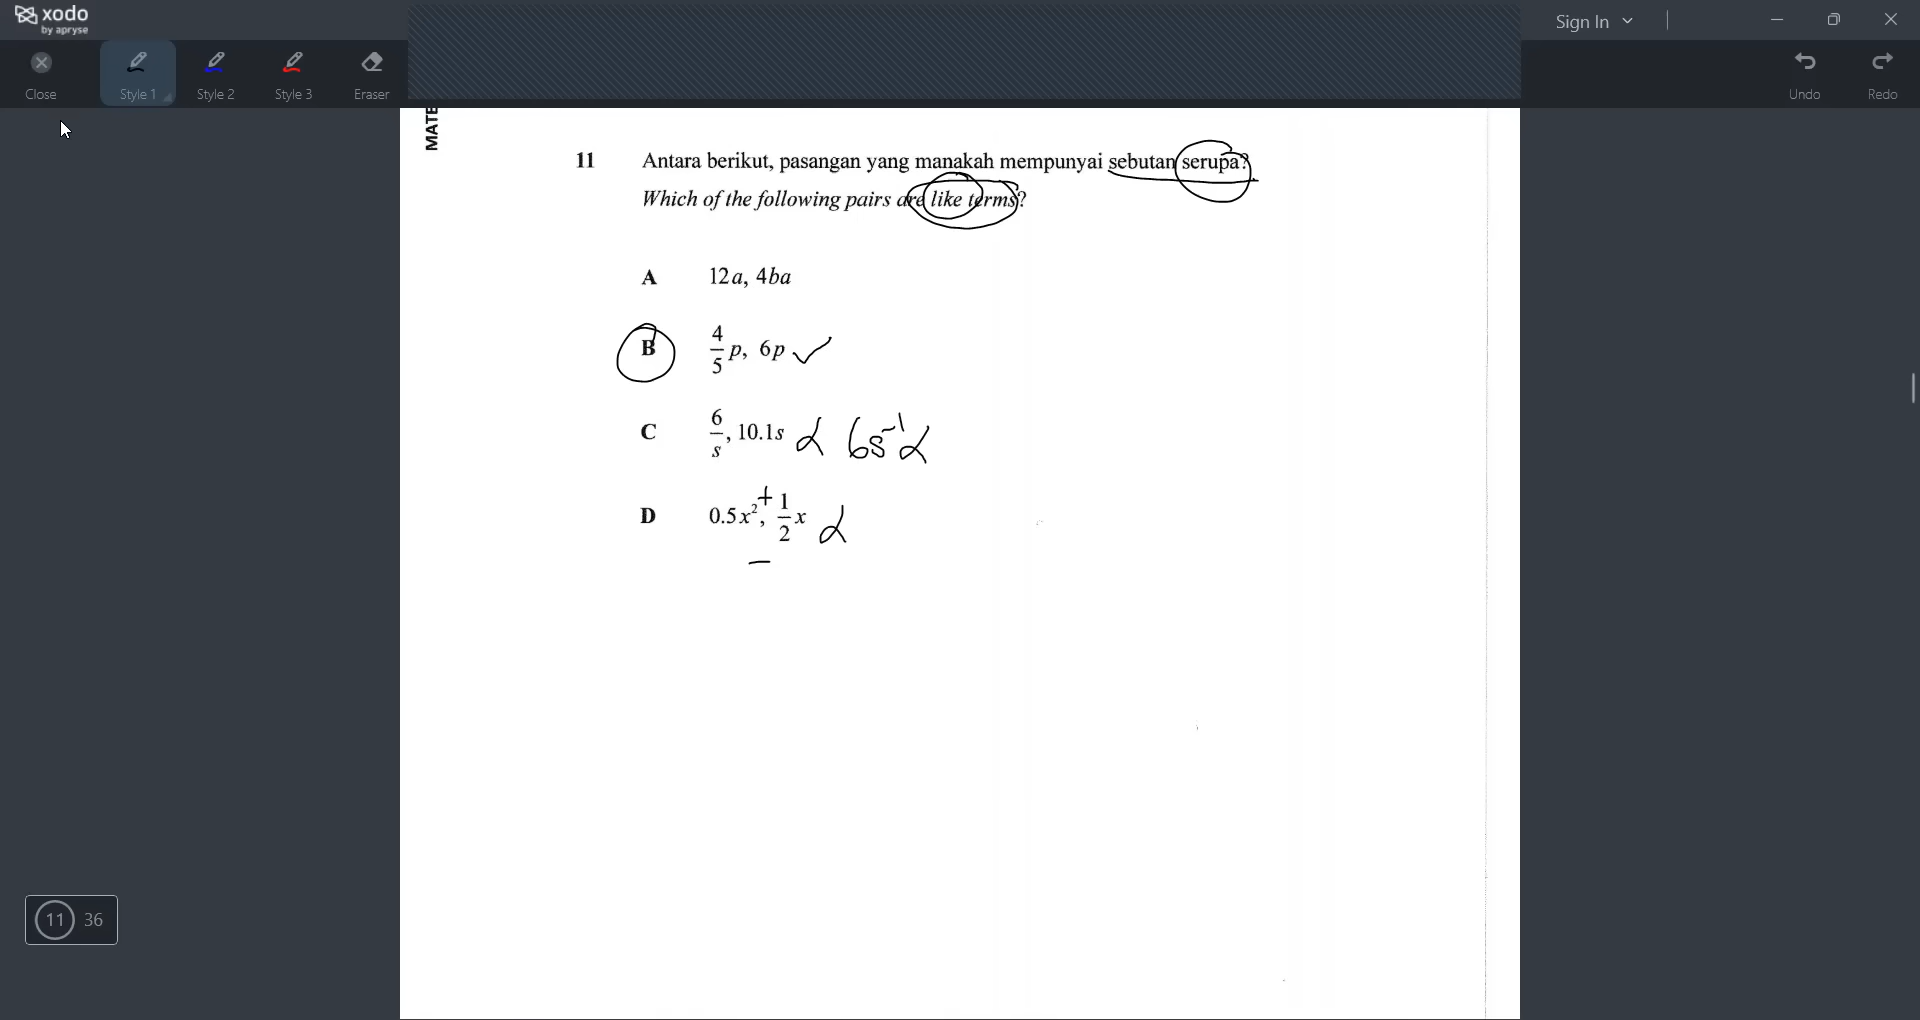 xodo
by apryse
Sign In
Close
Style 1
Style 2
Style 3
Eraser
Undo
Redo
MATE
11 Antara berikut, pasangan yang manakah mempunyai sebutan serupa?
Which of the following pairs are like terms?
A 12a, 4ba
B 4/5 p, 6p ✓
C 6/s, 10.1s 6s⁻¹
D 0.5x², + 1/2 x
−
11 36